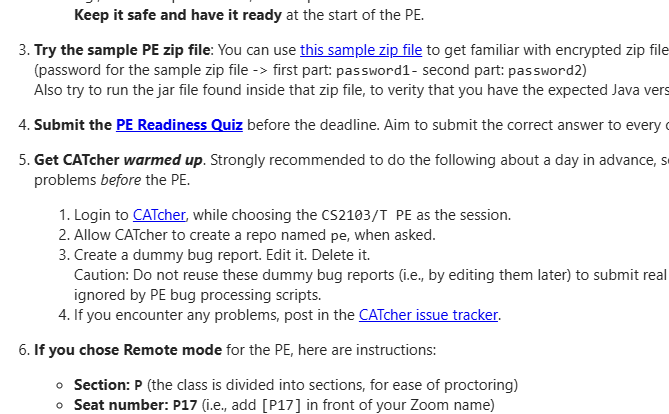 Keep it safe and have it ready at the start of the PE.
3. Try the sample PE zip file: You can use this sample zip file to get familiar with encrypted zip file
(password for the sample zip file -> first part: password1- second part: password2)
Also try to run the jar file found inside that zip file, to verity that you have the expected Java vers
4. Submit the PE Readiness Quiz before the deadline. Aim to submit the correct answer to every
5. Get CATcher warmed up. Strongly recommended to do the following about a day in advance,
problems before the PE.
1. Login to CATcher, while choosing the CS2103/T PE as the session.
2. Allow CATcher to create a repo named pe, when asked.
3. Create a dummy bug report. Edit it. Delete it.
Caution: Do not reuse these dummy bug reports (i.e., by editing them later) to submit real
ignored by PE bug processing scripts.
4. If you encounter any problems, post in the CATcher issue tracker.
6. If you chose Remote mode for the PE, here are instructions:
○ Section: P (the class is divided into sections, for ease of proctoring)
○ Seat number: P17 (i.e., add [P17] in front of your Zoom name)